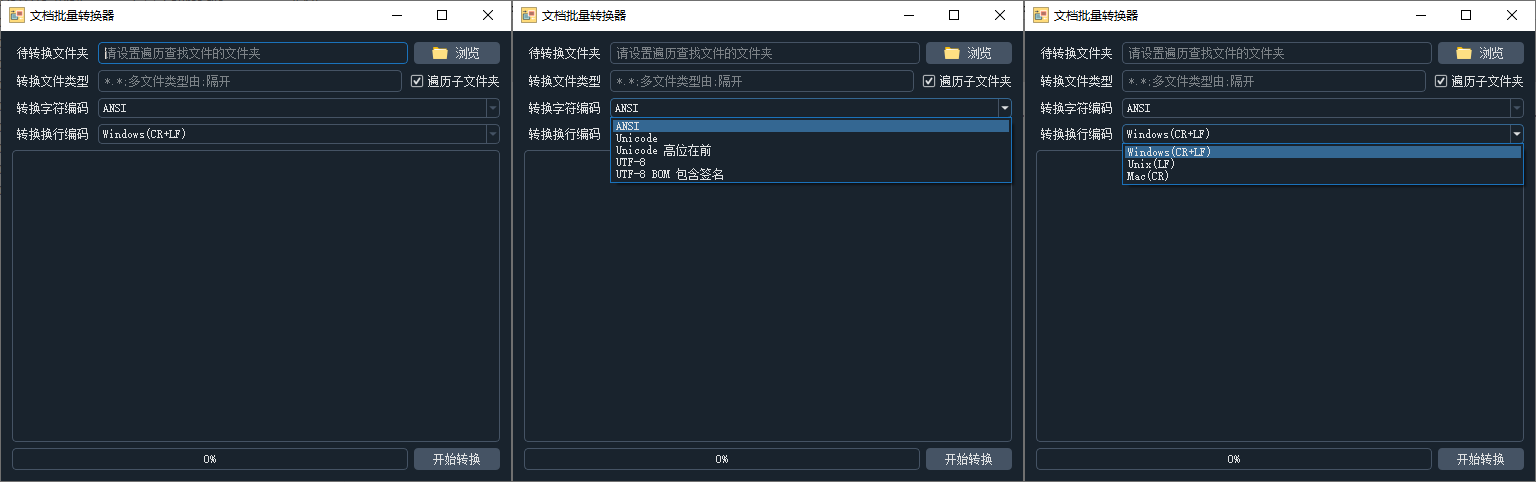 文档批量转换器
待转换文件夹 请设置遍历查找文件的文件夹 浏览
转换文件类型 *.*;多文件类型由;隔开 遍历子文件夹
转换字符编码 ANSI
转换换行编码 Windows(CR+LF)
0% 开始转换
文档批量转换器
待转换文件夹 请设置遍历查找文件的文件夹 浏览
转换文件类型 *.*;多文件类型由;隔开 遍历子文件夹
转换字符编码 ANSI
转换换行编码
ANSI
Unicode
Unicode 高位在前
UTF-8
UTF-8 BOM 包含签名
0% 开始转换
文档批量转换器
待转换文件夹 请设置遍历查找文件的文件夹 浏览
转换文件类型 *.*;多文件类型由;隔开 遍历子文件夹
转换字符编码 ANSI
转换换行编码 Windows(CR+LF)
Windows(CR+LF)
Unix(LF)
Mac(CR)
0% 开始转换